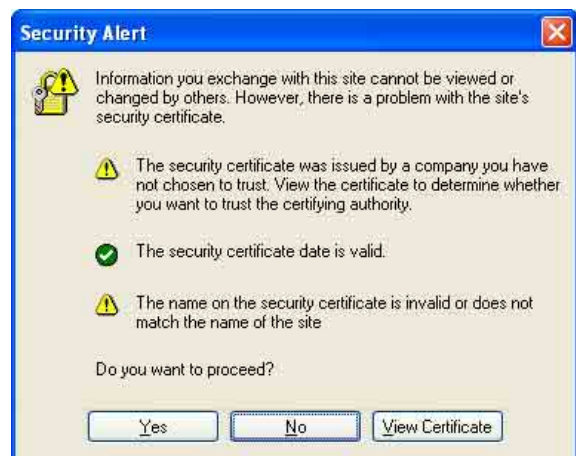 Security Alert
Information you exchange with this site cannot be viewed or
changed by others. However, there is a problem with the site's
security certificate.
The security certificate was issued by a company you have
not chosen to trust. View the certificate to determine whether
you want to trust the certifying authority.
The security certificate date is valid.
The name on the security certificate is invalid or does not
match the name of the site
Do you want to proceed?
Yes No View Certificate